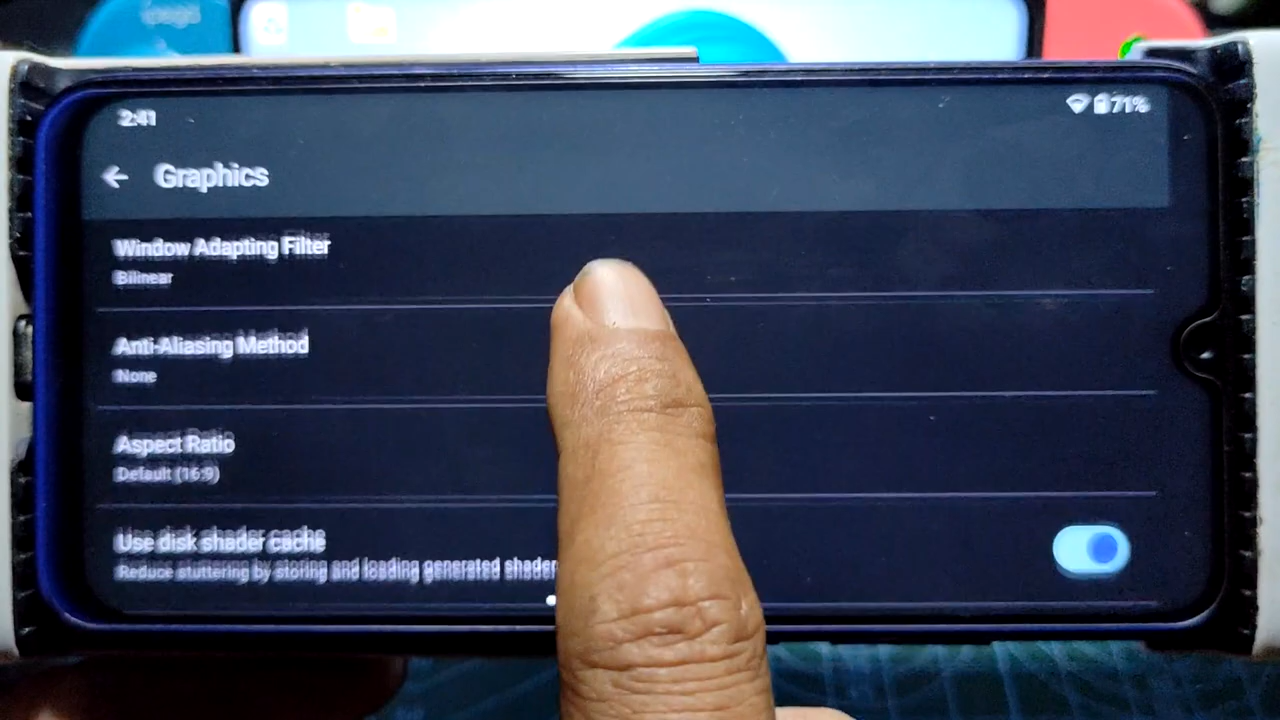 2:41
71%
Graphics
Window Adapting Filter
Bilinear
Anti-Aliasing Method
None
Aspect Ratio
Default (16:9)
Use disk shader cache
Reduce stuttering by storing and loading generated shader